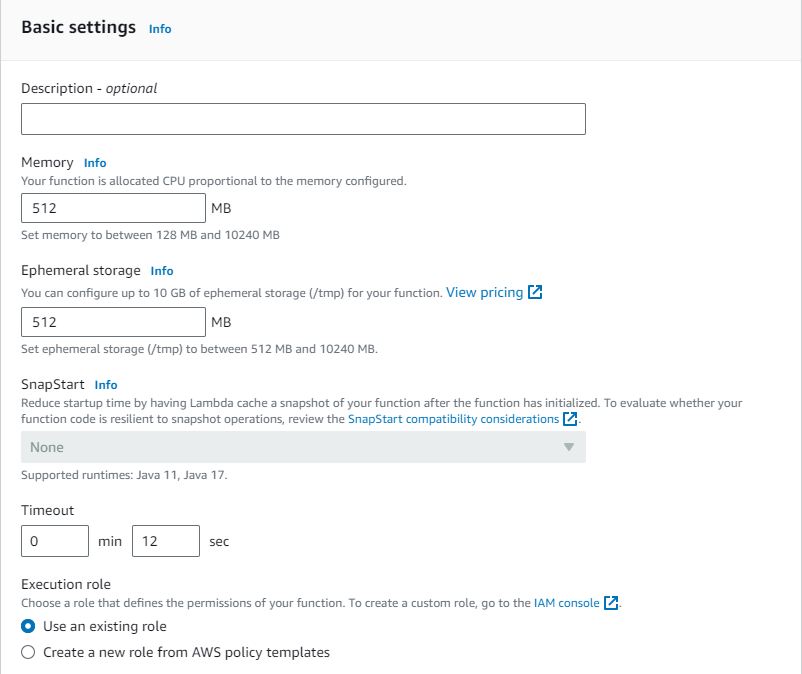 Basic settings Info
Description - optional
Memory Info
Your function is allocated CPU proportional to the memory configured.
512 MB
Set memory to between 128 MB and 10240 MB
Ephemeral storage Info
You can configure up to 10 GB of ephemeral storage (/tmp) for your function. View pricing
512 MB
Set ephemeral storage (/tmp) to between 512 MB and 10240 MB.
SnapStart Info
Reduce startup time by having Lambda cache a snapshot of your function after the function has initialized. To evaluate whether your
function code is resilient to snapshot operations, review the SnapStart compatibility considerations.
None
Supported runtimes: Java 11, Java 17.
Timeout
0 min 12 sec
Execution role
Choose a role that defines the permissions of your function. To create a custom role, go to the IAM console.
Use an existing role
Create a new role from AWS policy templates